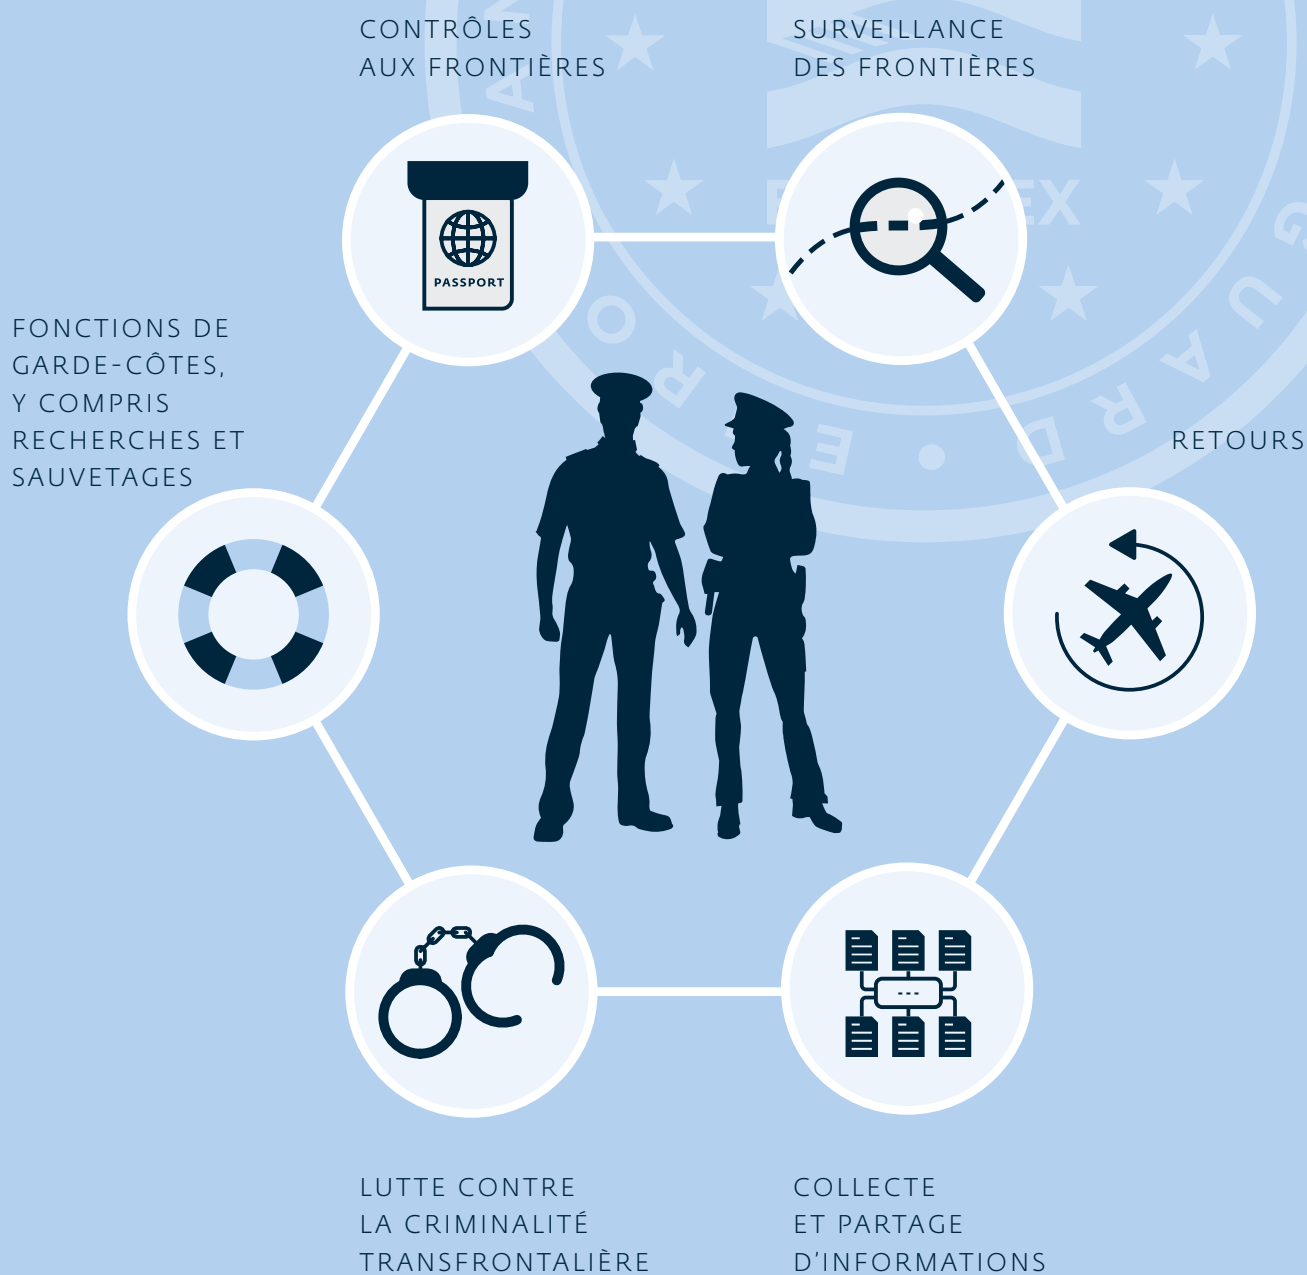 CONTRÔLES
AUX FRONTIÈRES
SURVEILLANCE
DES FRONTIÈRES
PASSPORT
FONCTIONS DE
GARDE-CÔTES,
Y COMPRIS
RECHERCHES ET
SAUVETAGES
RETOURS
LUTTE CONTRE
LA CRIMINALITÉ
TRANSFRONTALIÈRE
COLLECTE
ET PARTAGE
D'INFORMATIONS